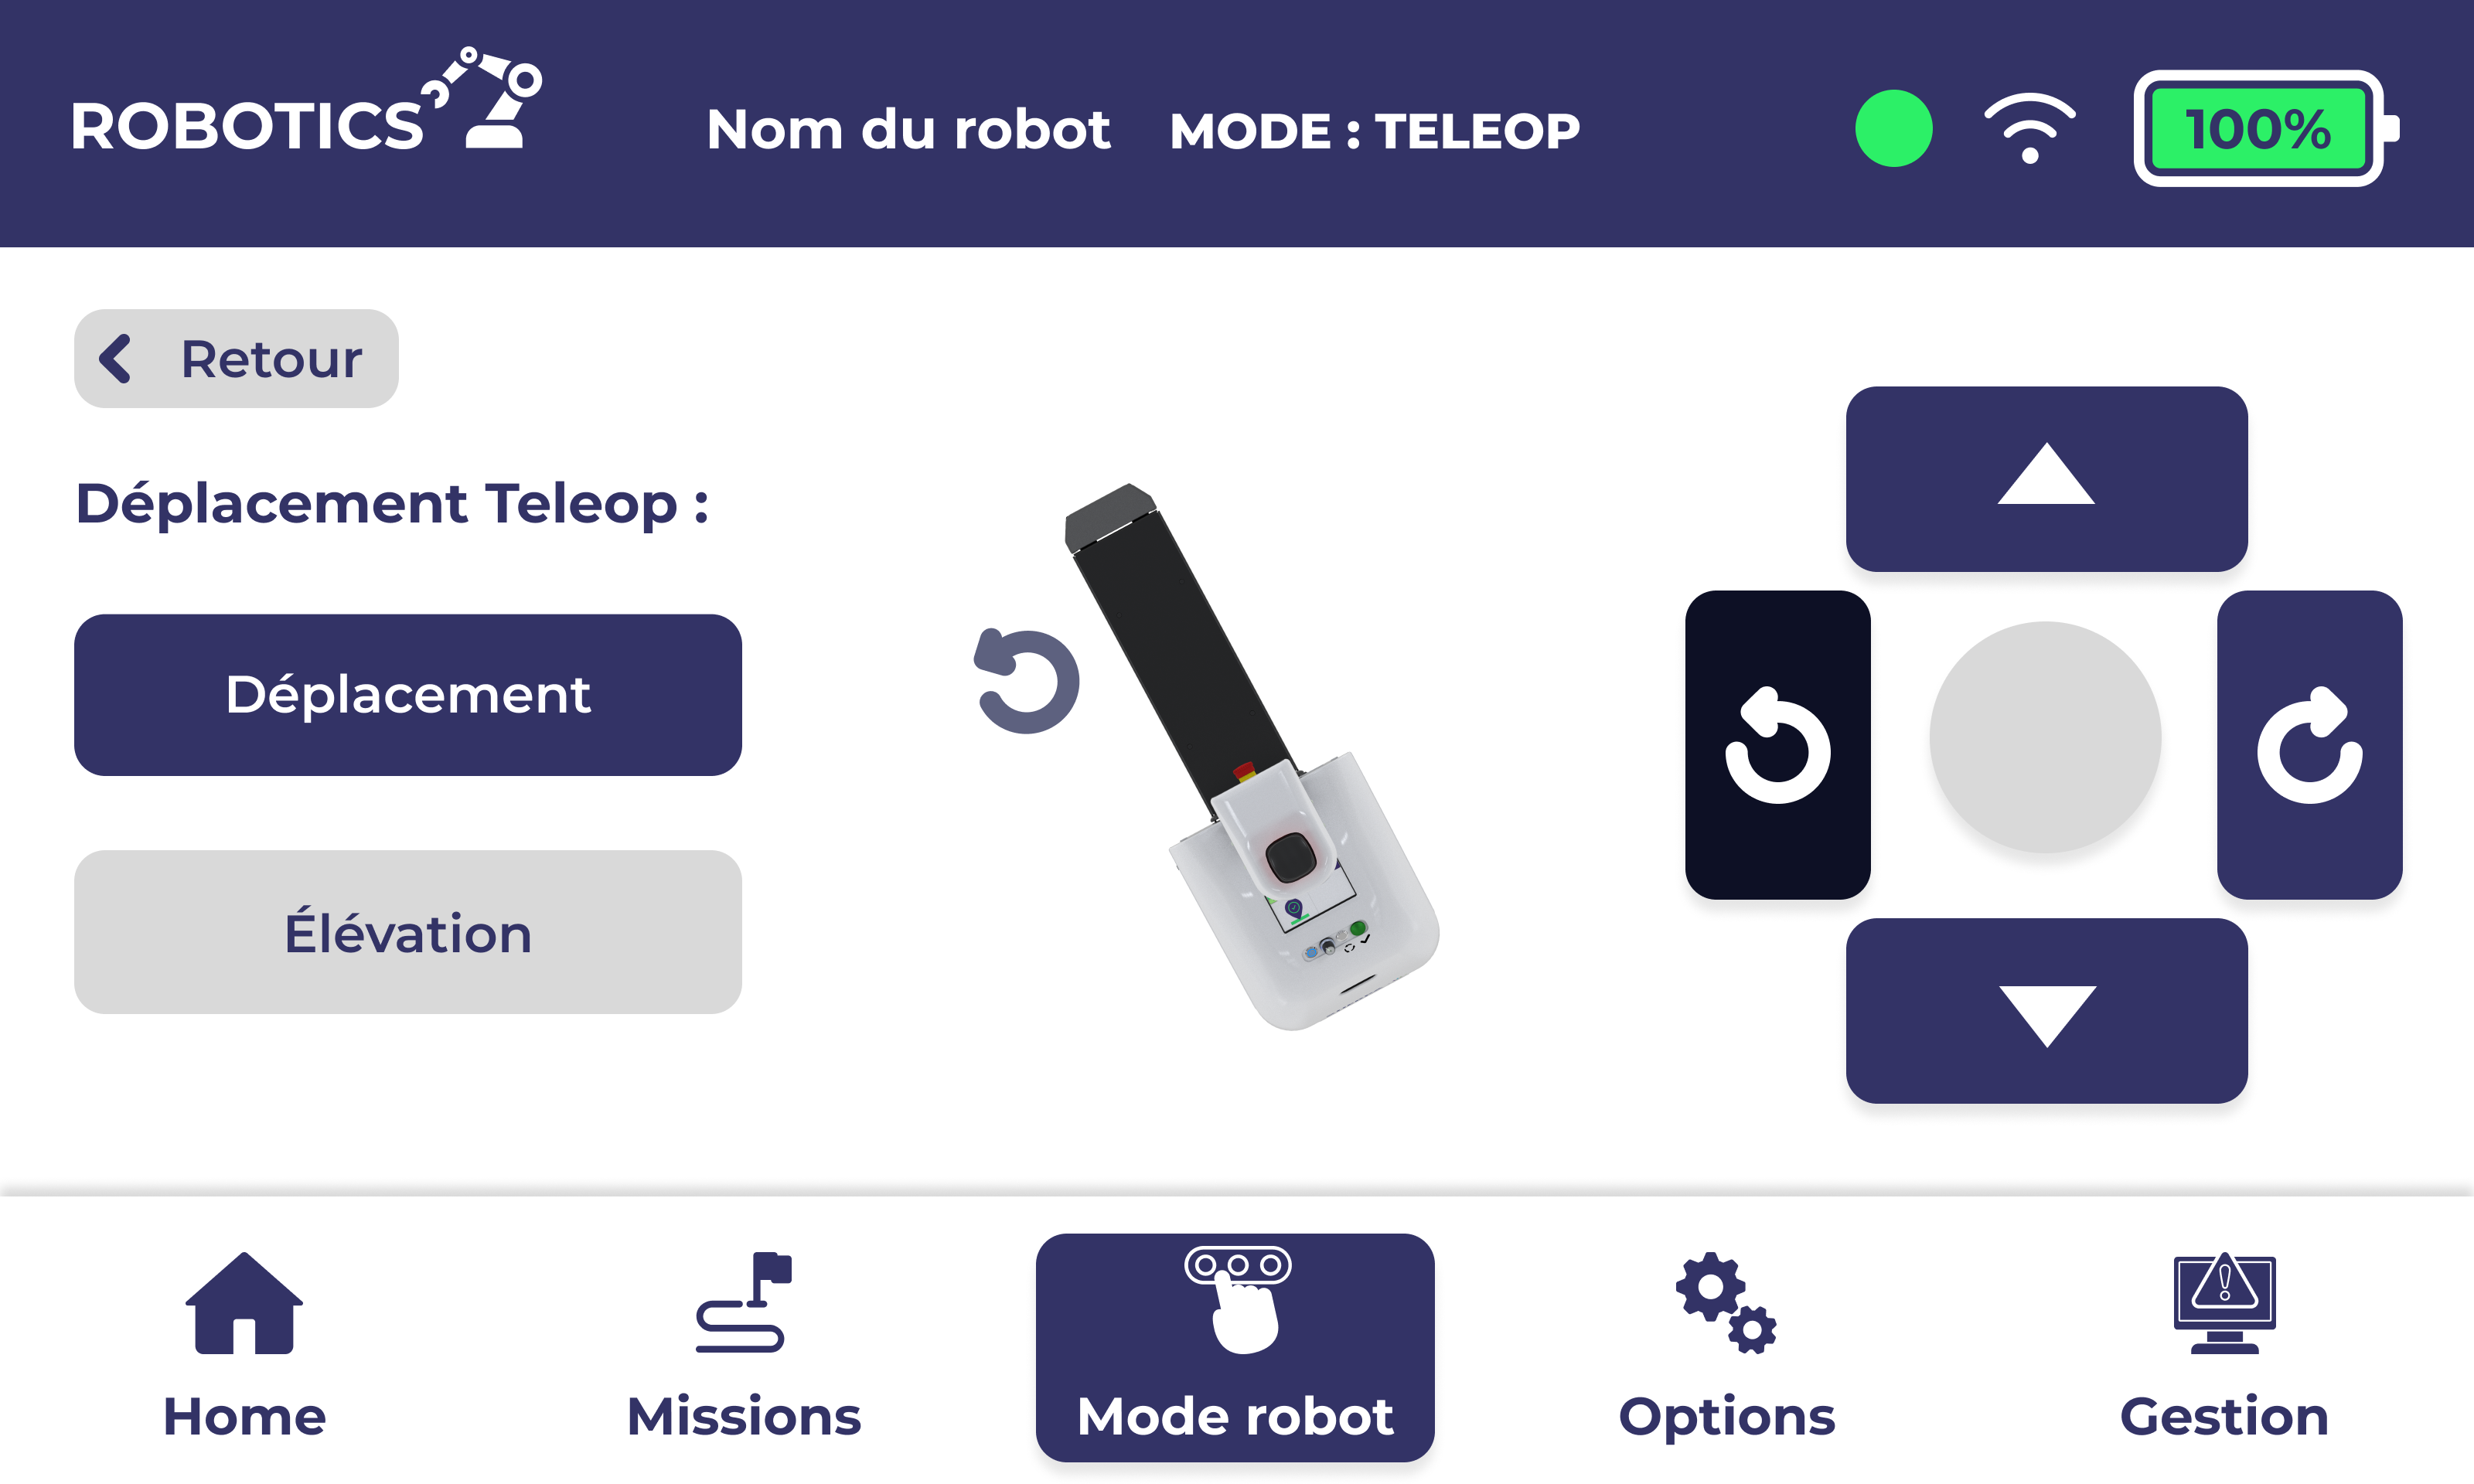 ROBOTICS
Nom du robot MODE : TELEOP
100%
Retour
Déplacement Teleop :
Déplacement
Élévation
Home
Missions
Mode robot
Options
Gestion